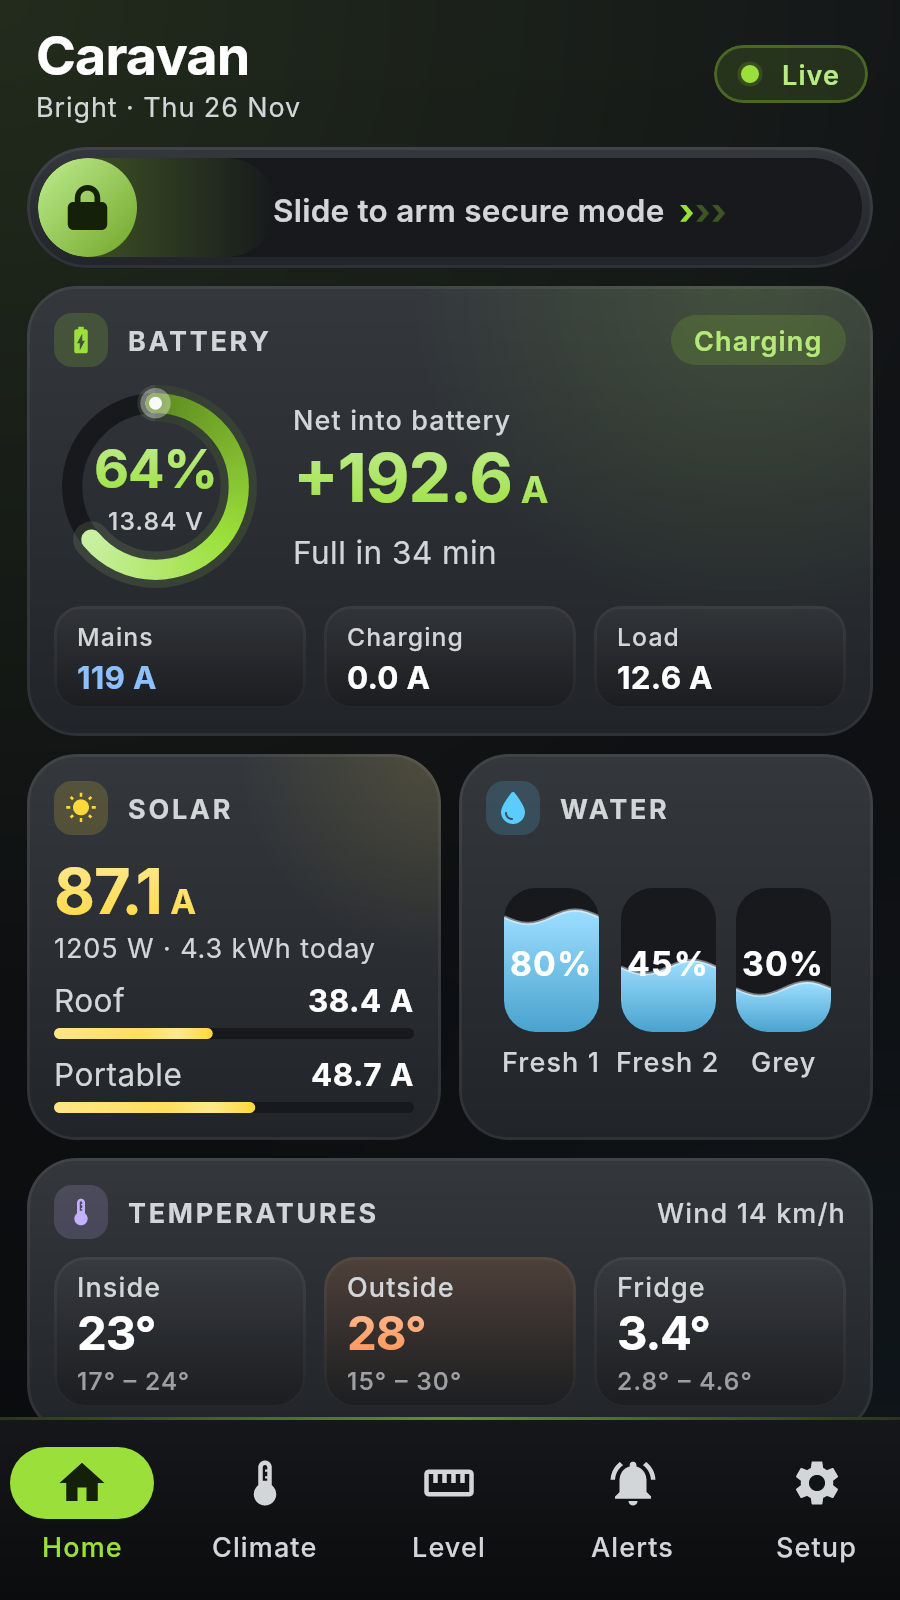 Caravan
Bright · Thu 26 Nov
Live
Slide to arm secure mode
BATTERY
Charging
64%
13.84 V
Net into battery
+192.6 A
Full in 34 min
Mains
119 A
Charging
0.0 A
Load
12.6 A
SOLAR
87.1 A
1205 W · 4.3 kWh today
Roof 38.4 A
Portable 48.7 A
WATER
80% 45% 30%
Fresh 1 Fresh 2 Grey
TEMPERATURES
Wind 14 km/h
Inside
23°
17° – 24°
Outside
28°
15° – 30°
Fridge
3.4°
2.8° – 4.6°
Home Climate Level Alerts Setup